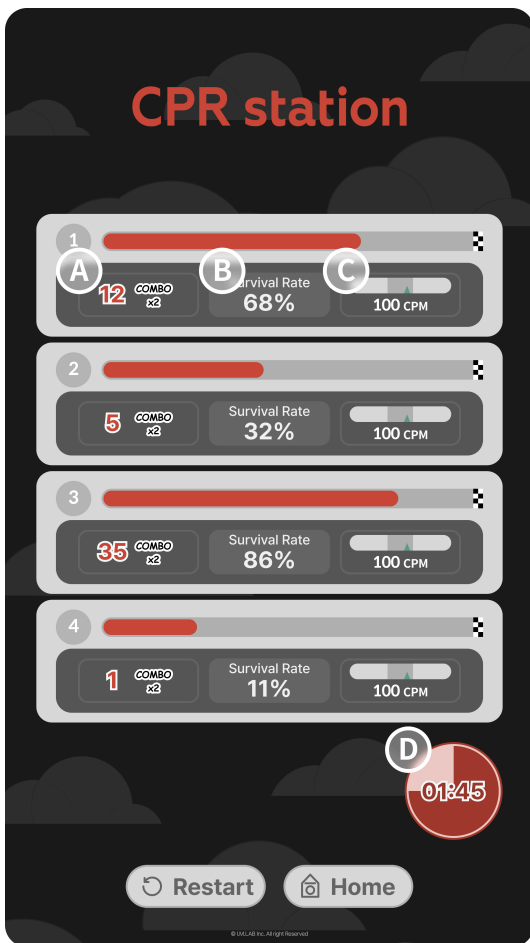 CPR station
1
A
B
C
12
COMBO
x2
Survival Rate
68%
100 CPM
2
5
COMBO
x2
Survival Rate
32%
100 CPM
3
35
COMBO
x2
Survival Rate
86%
100 CPM
4
1
COMBO
x2
Survival Rate
11%
100 CPM
D
01:45
Restart
Home
© I.M.LAB Inc. All right Reserved